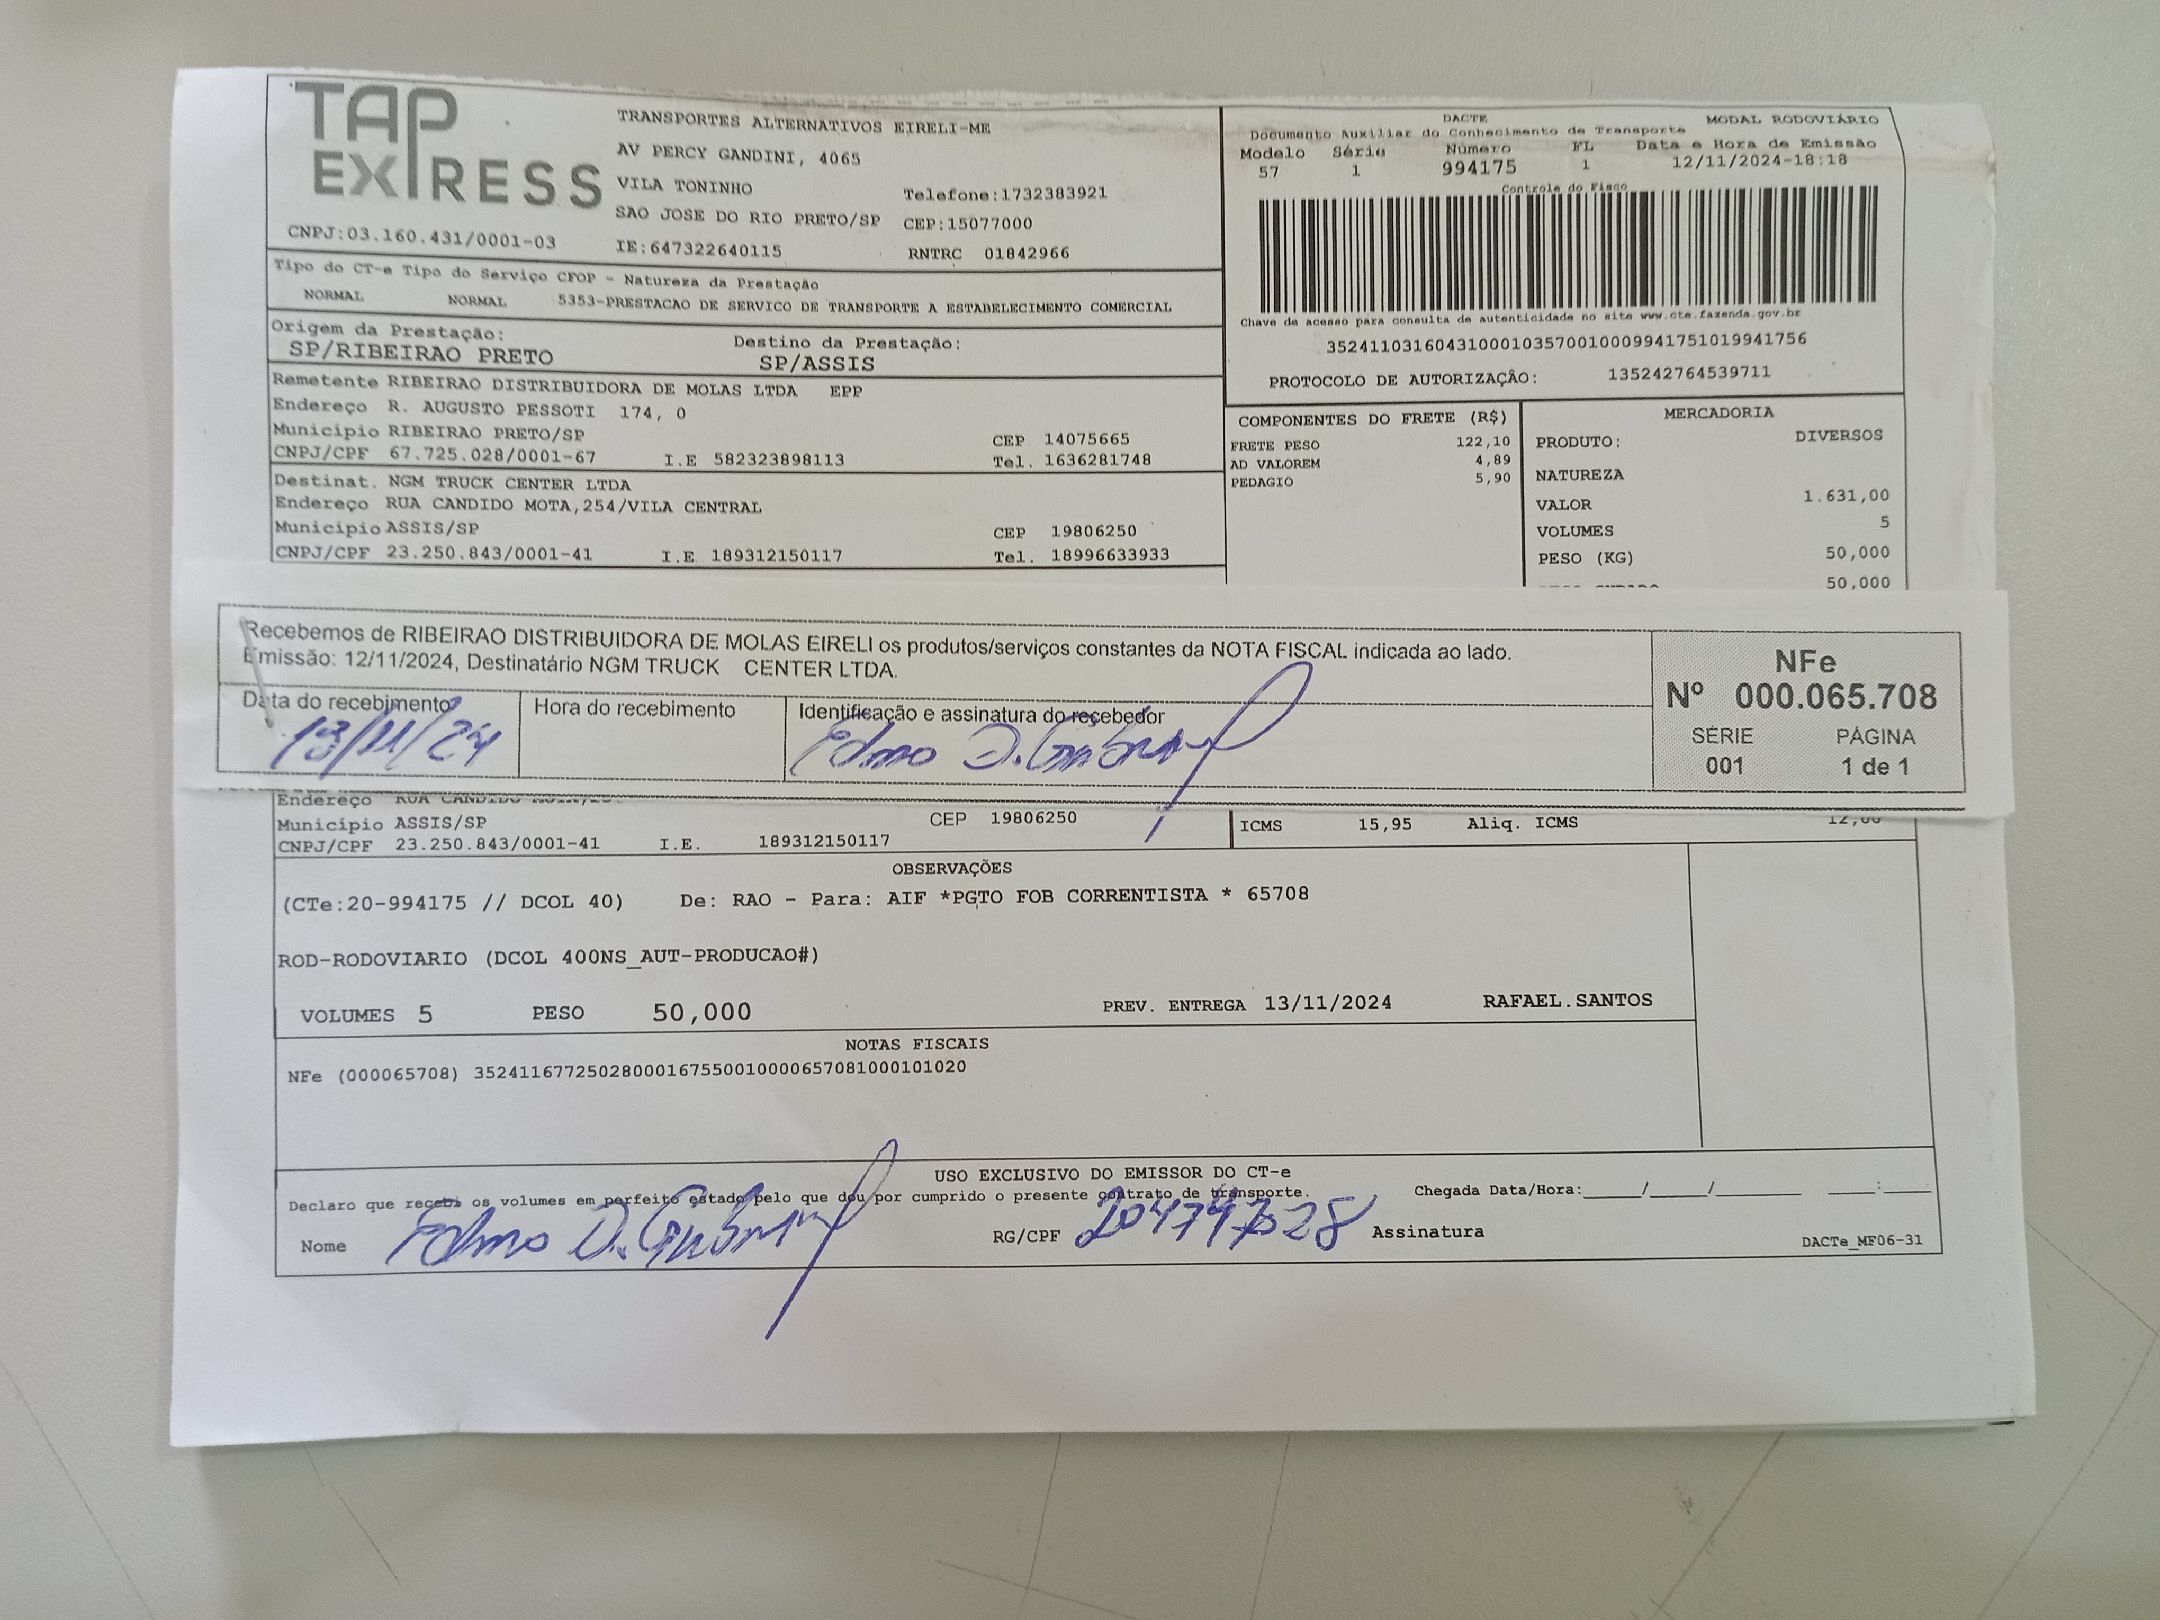 TAP EXPRESS
TRANSPORTES ALTERNATIVOS EIRELI-ME
AV PERCY GANDINI, 4065
VILA TONINHO Telefone:1732383921
SAO JOSE DO RIO PRETO/SP CEP:15077000
CNPJ:03.160.431/0001-03 IE:647322640115 RNTRC 01842966
DACTE MODAL RODOVIÁRIO
Documento Auxiliar do Conhecimento de Transporte
Modelo Série Número FL Data e Hora de Emissão
57 1 994175 1 12/11/2024-18:18
Controle do Fisco
Chave de acesso para consulta de autenticidade no site www.cte.fazenda.gov.br
35241103160431000103570010009941751019941756
PROTOCOLO DE AUTORIZAÇÃO: 135242764539711
Tipo do CT-e Tipo do Serviço CFOP - Natureza da Prestação
NORMAL NORMAL 5353-PRESTACAO DE SERVICO DE TRANSPORTE A ESTABELECIMENTO COMERCIAL
Origem da Prestação: Destino da Prestação:
SP/RIBEIRAO PRETO SP/ASSIS
Remetente RIBEIRAO DISTRIBUIDORA DE MOLAS LTDA EPP
Endereço R. AUGUSTO PESSOTI 174, 0
Município RIBEIRAO PRETO/SP CEP 14075665
CNPJ/CPF 67.725.028/0001-67 I.E 582323898113 Tel. 1636281748
Destinat. NGM TRUCK CENTER LTDA
Endereço RUA CANDIDO MOTA,254/VILA CENTRAL
Município ASSIS/SP CEP 19806250
CNPJ/CPF 23.250.843/0001-41 I.E 189312150117 Tel. 18996633933
COMPONENTES DO FRETE (R$)
FRETE PESO 122,10
AD VALOREM 4,89
PEDAGIO 5,90
MERCADORIA
PRODUTO: DIVERSOS
NATUREZA
VALOR 1.631,00
VOLUMES 5
PESO (KG) 50,000
50,000
Recebemos de RIBEIRAO DISTRIBUIDORA DE MOLAS EIRELI os produtos/serviços constantes da NOTA FISCAL indicada ao lado.
Emissão: 12/11/2024, Destinatário NGM TRUCK CENTER LTDA.
Data do recebimento Hora do recebimento Identificação e assinatura do recebedor
13/11/24 Edmo D.
NFe
Nº 000.065.708
SÉRIE PÁGINA
001 1 de 1
Endereço RUA CANDIDO
Município ASSIS/SP CEP 19806250
CNPJ/CPF 23.250.843/0001-41 I.E. 189312150117
ICMS 15,95 Aliq. ICMS 12,00
OBSERVAÇÕES
(CTe:20-994175 // DCOL 40) De: RAO - Para: AIF *PGTO FOB CORRENTISTA * 65708
ROD-RODOVIARIO (DCOL 400NS_AUT-PRODUCAO#)
VOLUMES 5 PESO 50,000 PREV. ENTREGA 13/11/2024 RAFAEL.SANTOS
NOTAS FISCAIS
NFe (000065708) 35241167725028000167550010000657081000101020
USO EXCLUSIVO DO EMISSOR DO CT-e
Declaro que recebi os volumes em perfeito estado pelo que dou por cumprido o presente contrato de transporte. Chegada Data/Hora:____/____/______ ____:____
Nome Edmo D. RG/CPF Assinatura
DACTe_MF06-31